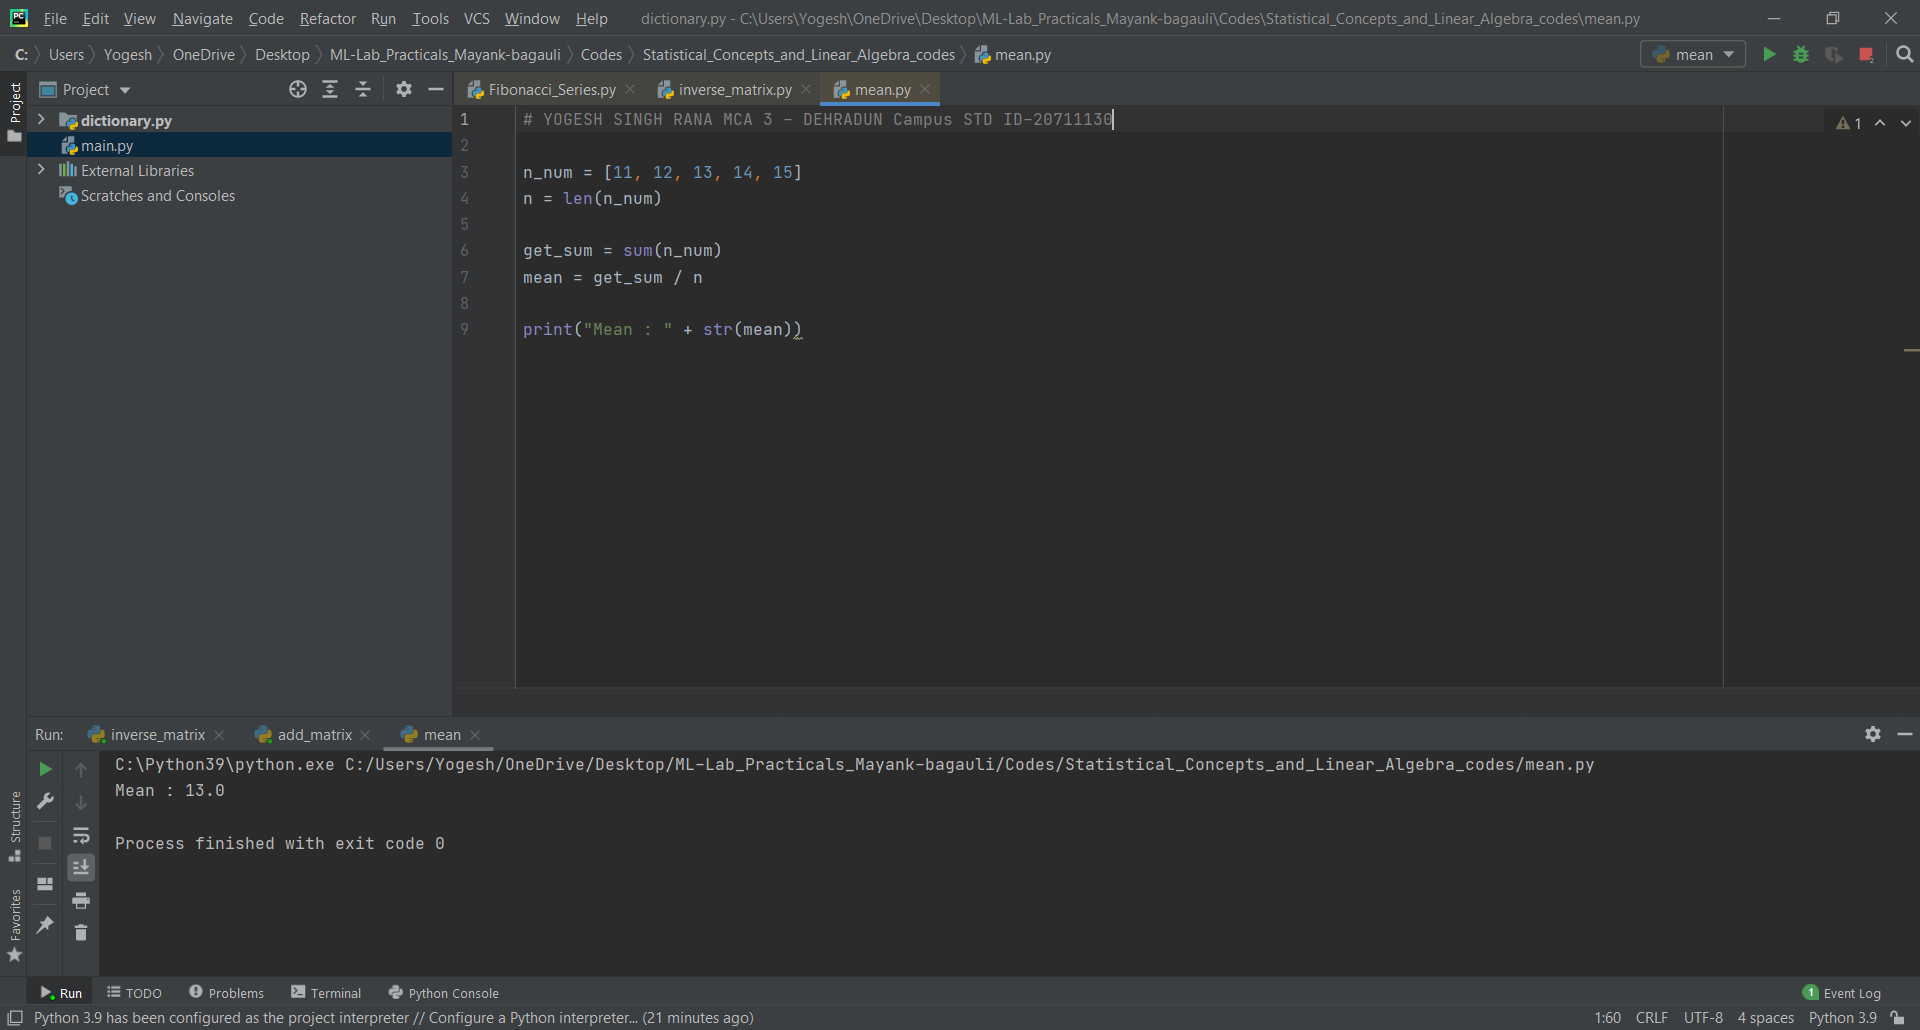 PC File Edit View Navigate Code Refactor Run Tools VCS Window Help dictionary.py - C:\Users\Yogesh\OneDrive\Desktop\ML-Lab_Practicals_Mayank-bagauli\Codes\Statistical_Concepts_and_Linear_Algebra_codes\mean.py
C: Users Yogesh OneDrive Desktop ML-Lab_Practicals_Mayank-bagauli Codes Statistical_Concepts_and_Linear_Algebra_codes mean.py mean
Project
Project
dictionary.py
main.py
External Libraries
Scratches and Consoles
Fibonacci_Series.py inverse_matrix.py mean.py
1 # YOGESH SINGH RANA MCA 3 - DEHRADUN Campus STD ID-20711130 1
2
3 n_num = [11, 12, 13, 14, 15]
4 n = len(n_num)
5
6 get_sum = sum(n_num)
7 mean = get_sum / n
8
9 print("Mean : " + str(mean))
Run: inverse_matrix add_matrix mean
C:\Python39\python.exe C:/Users/Yogesh/OneDrive/Desktop/ML-Lab_Practicals_Mayank-bagauli/Codes/Statistical_Concepts_and_Linear_Algebra_codes/mean.py
Mean : 13.0
Process finished with exit code 0
Structure
Favorites
Run TODO Problems Terminal Python Console 1 Event Log
Python 3.9 has been configured as the project interpreter // Configure a Python interpreter... (21 minutes ago) 1:60 CRLF UTF-8 4 spaces Python 3.9